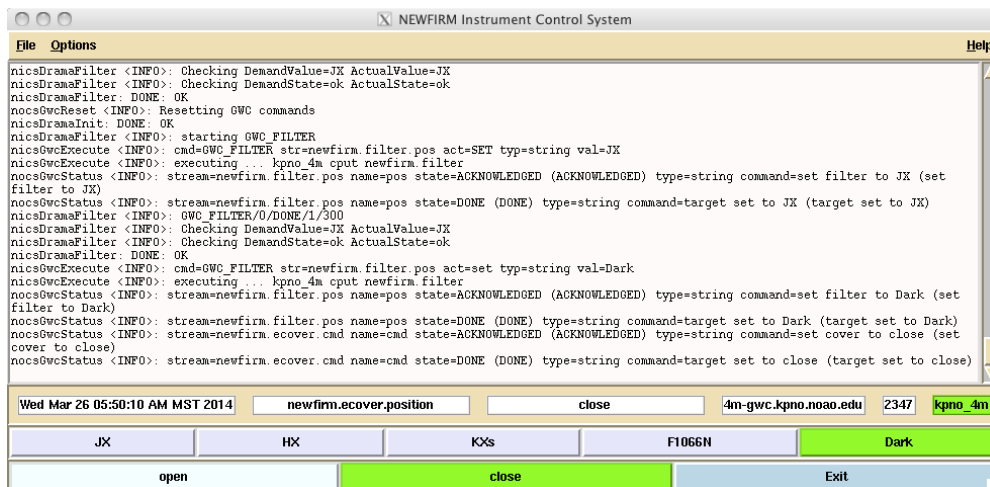 NEWFIRM Instrument Control System
File Options Help
nicsDramaFilter <INFO>: Checking DemandValue=JX ActualValue=JX
nicsDramaFilter <INFO>: Checking DemandState=ok ActualState=ok
nicsDramaFilter: DONE: OK
nocsGwcReset <INFO>: Resetting GWC commands
nicsDramaInit: DONE: OK
nicsDramaFilter <INFO>: starting GWC_FILTER
nicsGwcExecute <INFO>: cmd=GWC_FILTER str=newfirm.filter.pos act=SET typ=string val=JX
nicsGwcExecute <INFO>: executing ... kpno_4m cput newfirm.filter
nocsGwcStatus <INFO>: stream=newfirm.filter.pos name=pos state=ACKNOWLEDGED (ACKNOWLEDGED) type=string command=set filter to JX (set
filter to JX)
nocsGwcStatus <INFO>: stream=newfirm.filter.pos name=pos state=DONE (DONE) type=string command=target set to JX (target set to JX)
nicsDramaFilter <INFO>: GWC_FILTER/0/DONE/1/300
nicsDramaFilter <INFO>: Checking DemandValue=JX ActualValue=JX
nicsDramaFilter <INFO>: Checking DemandState=ok ActualState=ok
nicsDramaFilter: DONE: OK
nicsGwcExecute <INFO>: cmd=GWC_FILTER str=newfirm.filter.pos act=set typ=string val=Dark
nicsGwcExecute <INFO>: executing ... kpno_4m cput newfirm.filter
nocsGwcStatus <INFO>: stream=newfirm.filter.pos name=pos state=ACKNOWLEDGED (ACKNOWLEDGED) type=string command=set filter to Dark (set
filter to Dark)
nocsGwcStatus <INFO>: stream=newfirm.filter.pos name=pos state=DONE (DONE) type=string command=target set to Dark (target set to Dark)
nocsGwcStatus <INFO>: stream=newfirm.ecover.cmd name=cmd state=ACKNOWLEDGED (ACKNOWLEDGED) type=string command=set cover to close (set
cover to close)
nocsGwcStatus <INFO>: stream=newfirm.ecover.cmd name=cmd state=DONE (DONE) type=string command=target set to close (target set to close)
Wed Mar 26 05:50:10 AM MST 2014 newfirm.ecover.position close 4m-gwc.kpno.noao.edu 2347 kpno_4m
JX HX KXs F1066N Dark
open close Exit